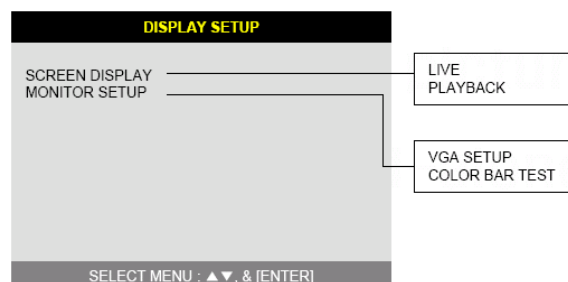 DISPLAY SETUP
SCREEN DISPLAY
MONITOR SETUP
LIVE
PLAYBACK
VGA SETUP
COLOR BAR TEST
SELECT MENU : ▲▼, & [ENTER]